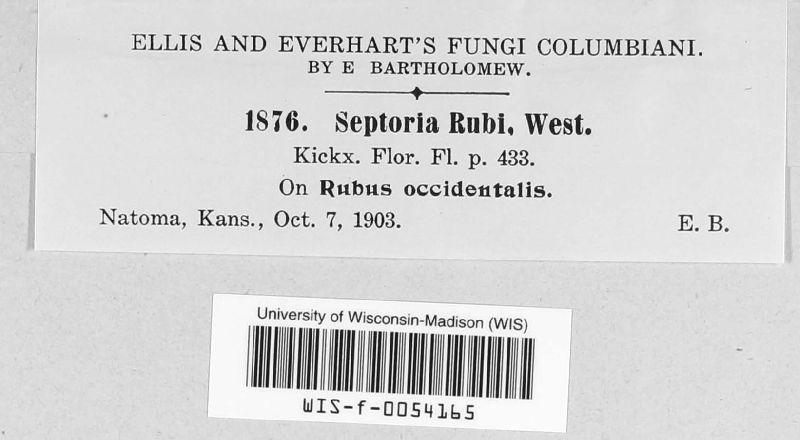 ELLIS AND EVERHART'S FUNGI COLUMBIANI.
BY E BARTHOLOMEW.
1876. Septoria Rubi, West.
Kickx. Flor. Fl. p. 433.
On Rubus occidentalis.
Natoma, Kans., Oct. 7, 1903. E. B.
University of Wisconsin-Madison (WIS)
WIS-f-0054165